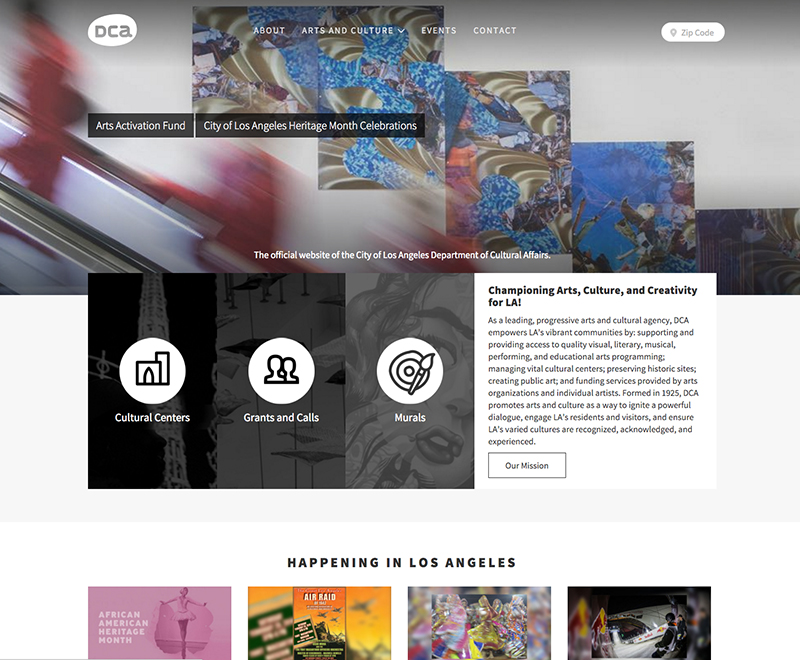 DCa
ABOUT
ARTS AND CULTURE
EVENTS
CONTACT
Zip Code
Arts Activation Fund
City of Los Angeles Heritage Month Celebrations
The official website of the City of Los Angeles Department of Cultural Affairs.
Cultural Centers
Grants and Calls
Murals
Championing Arts, Culture, and Creativity
for LA!
As a leading, progressive arts and cultural agency, DCA
empowers LA's vibrant communities by: supporting and
providing access to quality visual, literary, musical,
performing, and educational arts programming;
managing vital cultural centers; preserving historic sites;
creating public art; and funding services provided by arts
organizations and individual artists. Formed in 1925, DCA
promotes arts and culture as a way to ignite a powerful
dialogue, engage LA's residents and visitors, and ensure
LA's varied cultures are recognized, acknowledged, and
experienced.
Our Mission
HAPPENING IN LOS ANGELES
AFRICAN
AMERICAN
HERITAGE
MONTH
AIR RAID